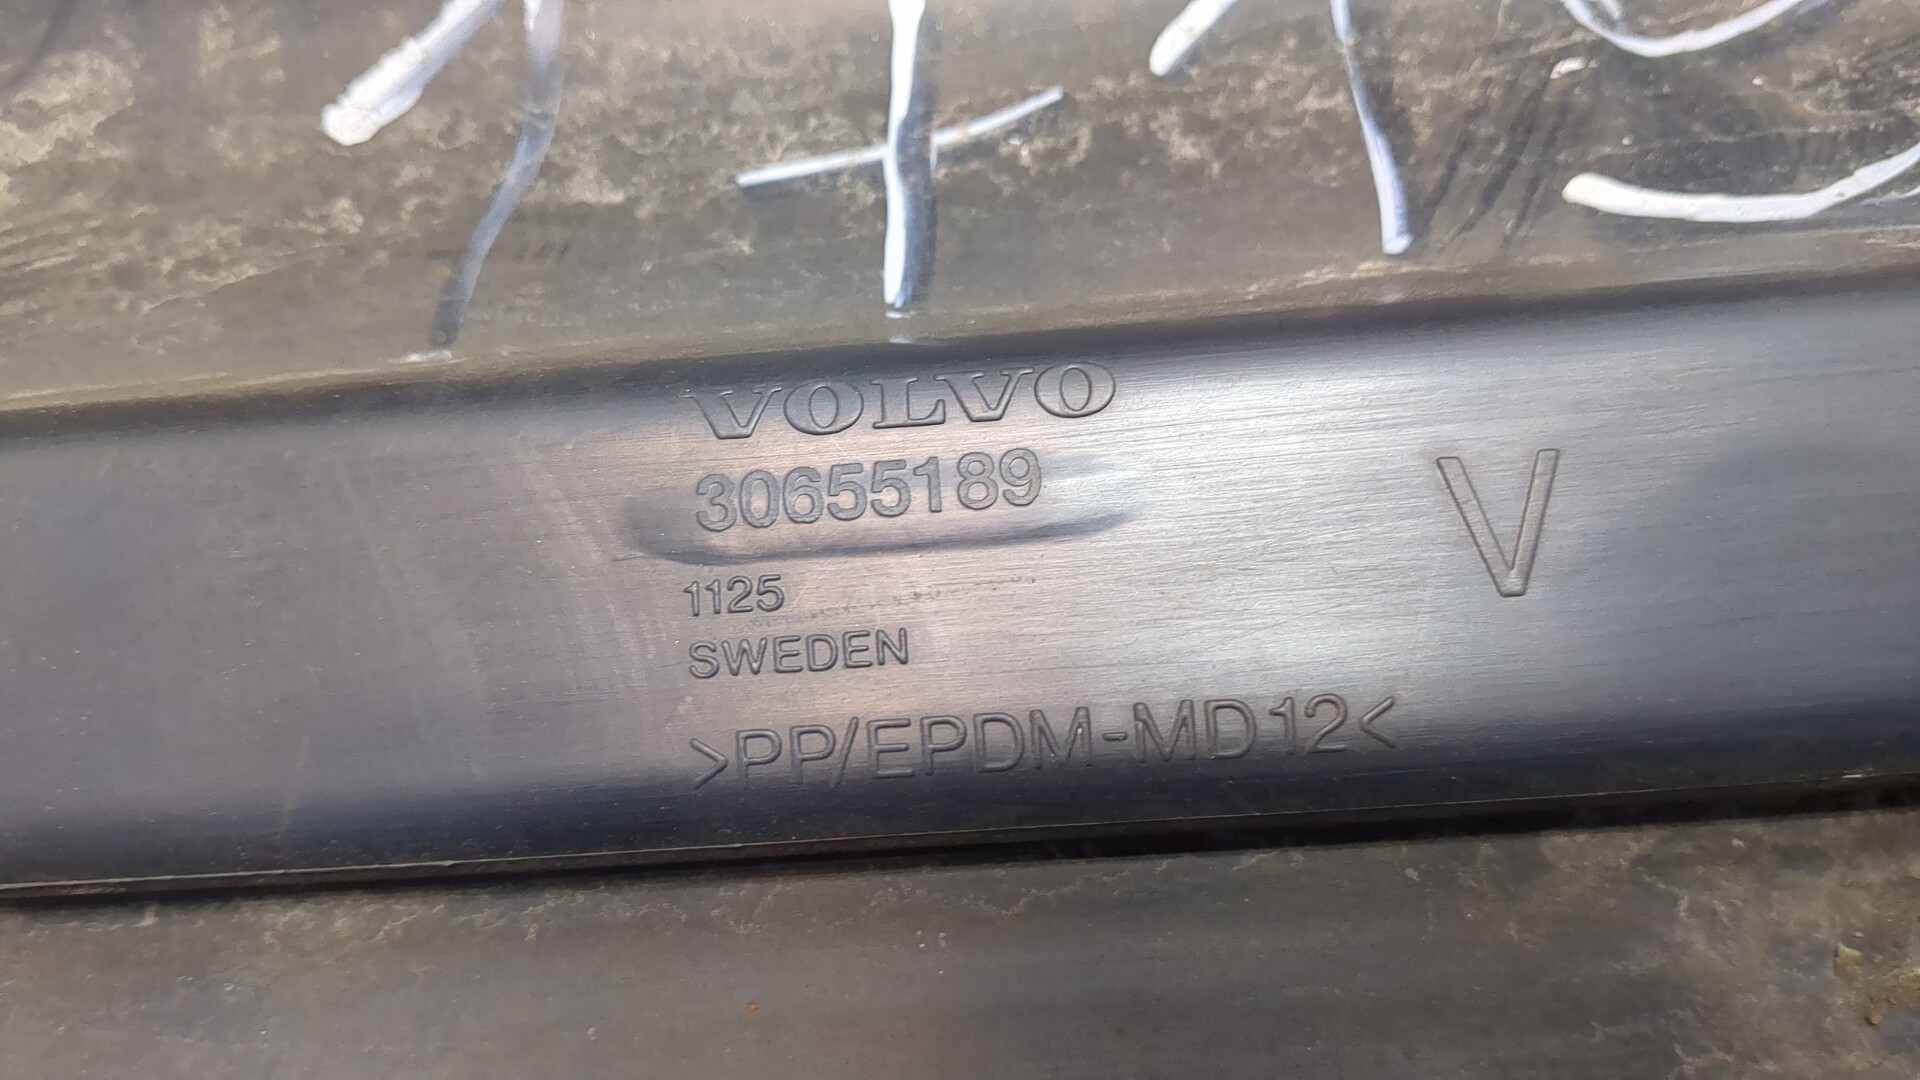 VOLVO
30655189
V
1125
SWEDEN
>PP/EPDM-MD12<